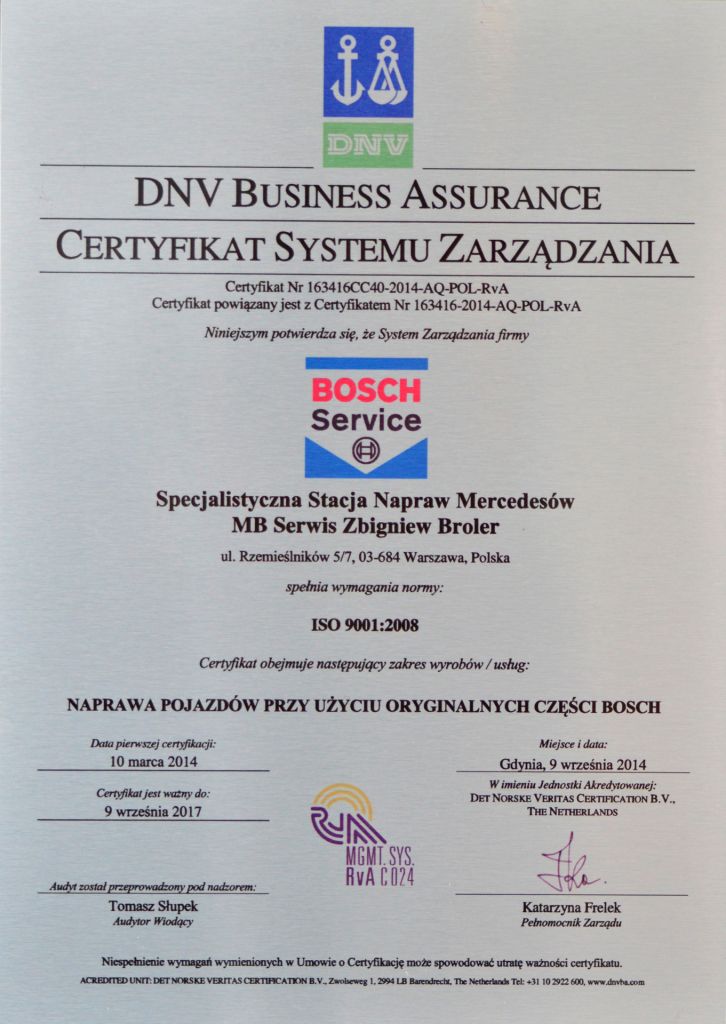 DNV
DNV BUSINESS ASSURANCE
CERTYFIKAT SYSTEMU ZARZĄDZANIA
Certyfikat Nr 163416CC40-2014-AQ-POL-RvA
Certyfikat powiązany jest z Certyfikatem Nr 163416-2014-AQ-POL-RvA
Niniejszym potwierdza się, że System Zarządzania firmy
BOSCH
Service
Specjalistyczna Stacja Napraw Mercedesów
MB Serwis Zbigniew Broler
ul. Rzemieślników 5/7, 03-684 Warszawa, Polska
spełnia wymagania normy:
ISO 9001:2008
Certyfikat obejmuje następujący zakres wyrobów / usług:
NAPRAWA POJAZDÓW PRZY UŻYCIU ORYGINALNYCH CZĘŚCI BOSCH
Data pierwszej certyfikacji:
10 marca 2014
Certyfikat jest ważny do:
9 września 2017
Miejsce i data:
Gdynia, 9 września 2014
W imieniu Jednostki Akredytowanej:
DET NORSKE VERITAS CERTIFICATION B.V.,
THE NETHERLANDS
RvA
MGMT. SYS.
RvA C024
Audyt został przeprowadzony pod nadzorem:
Tomasz Słupek
Audytor Wiodący
Katarzyna Frelek
Pełnomocnik Zarządu
Niespełnienie wymagań wymienionych w Umowie o Certyfikację może spowodować utratę ważności certyfikatu.
ACREDITED UNIT: DET NORSKE VERITAS CERTIFICATION B.V., Zwolseweg 1, 2994 LB Barendrecht, The Netherlands Tel: +31 10 2922 600, www.dnvba.com